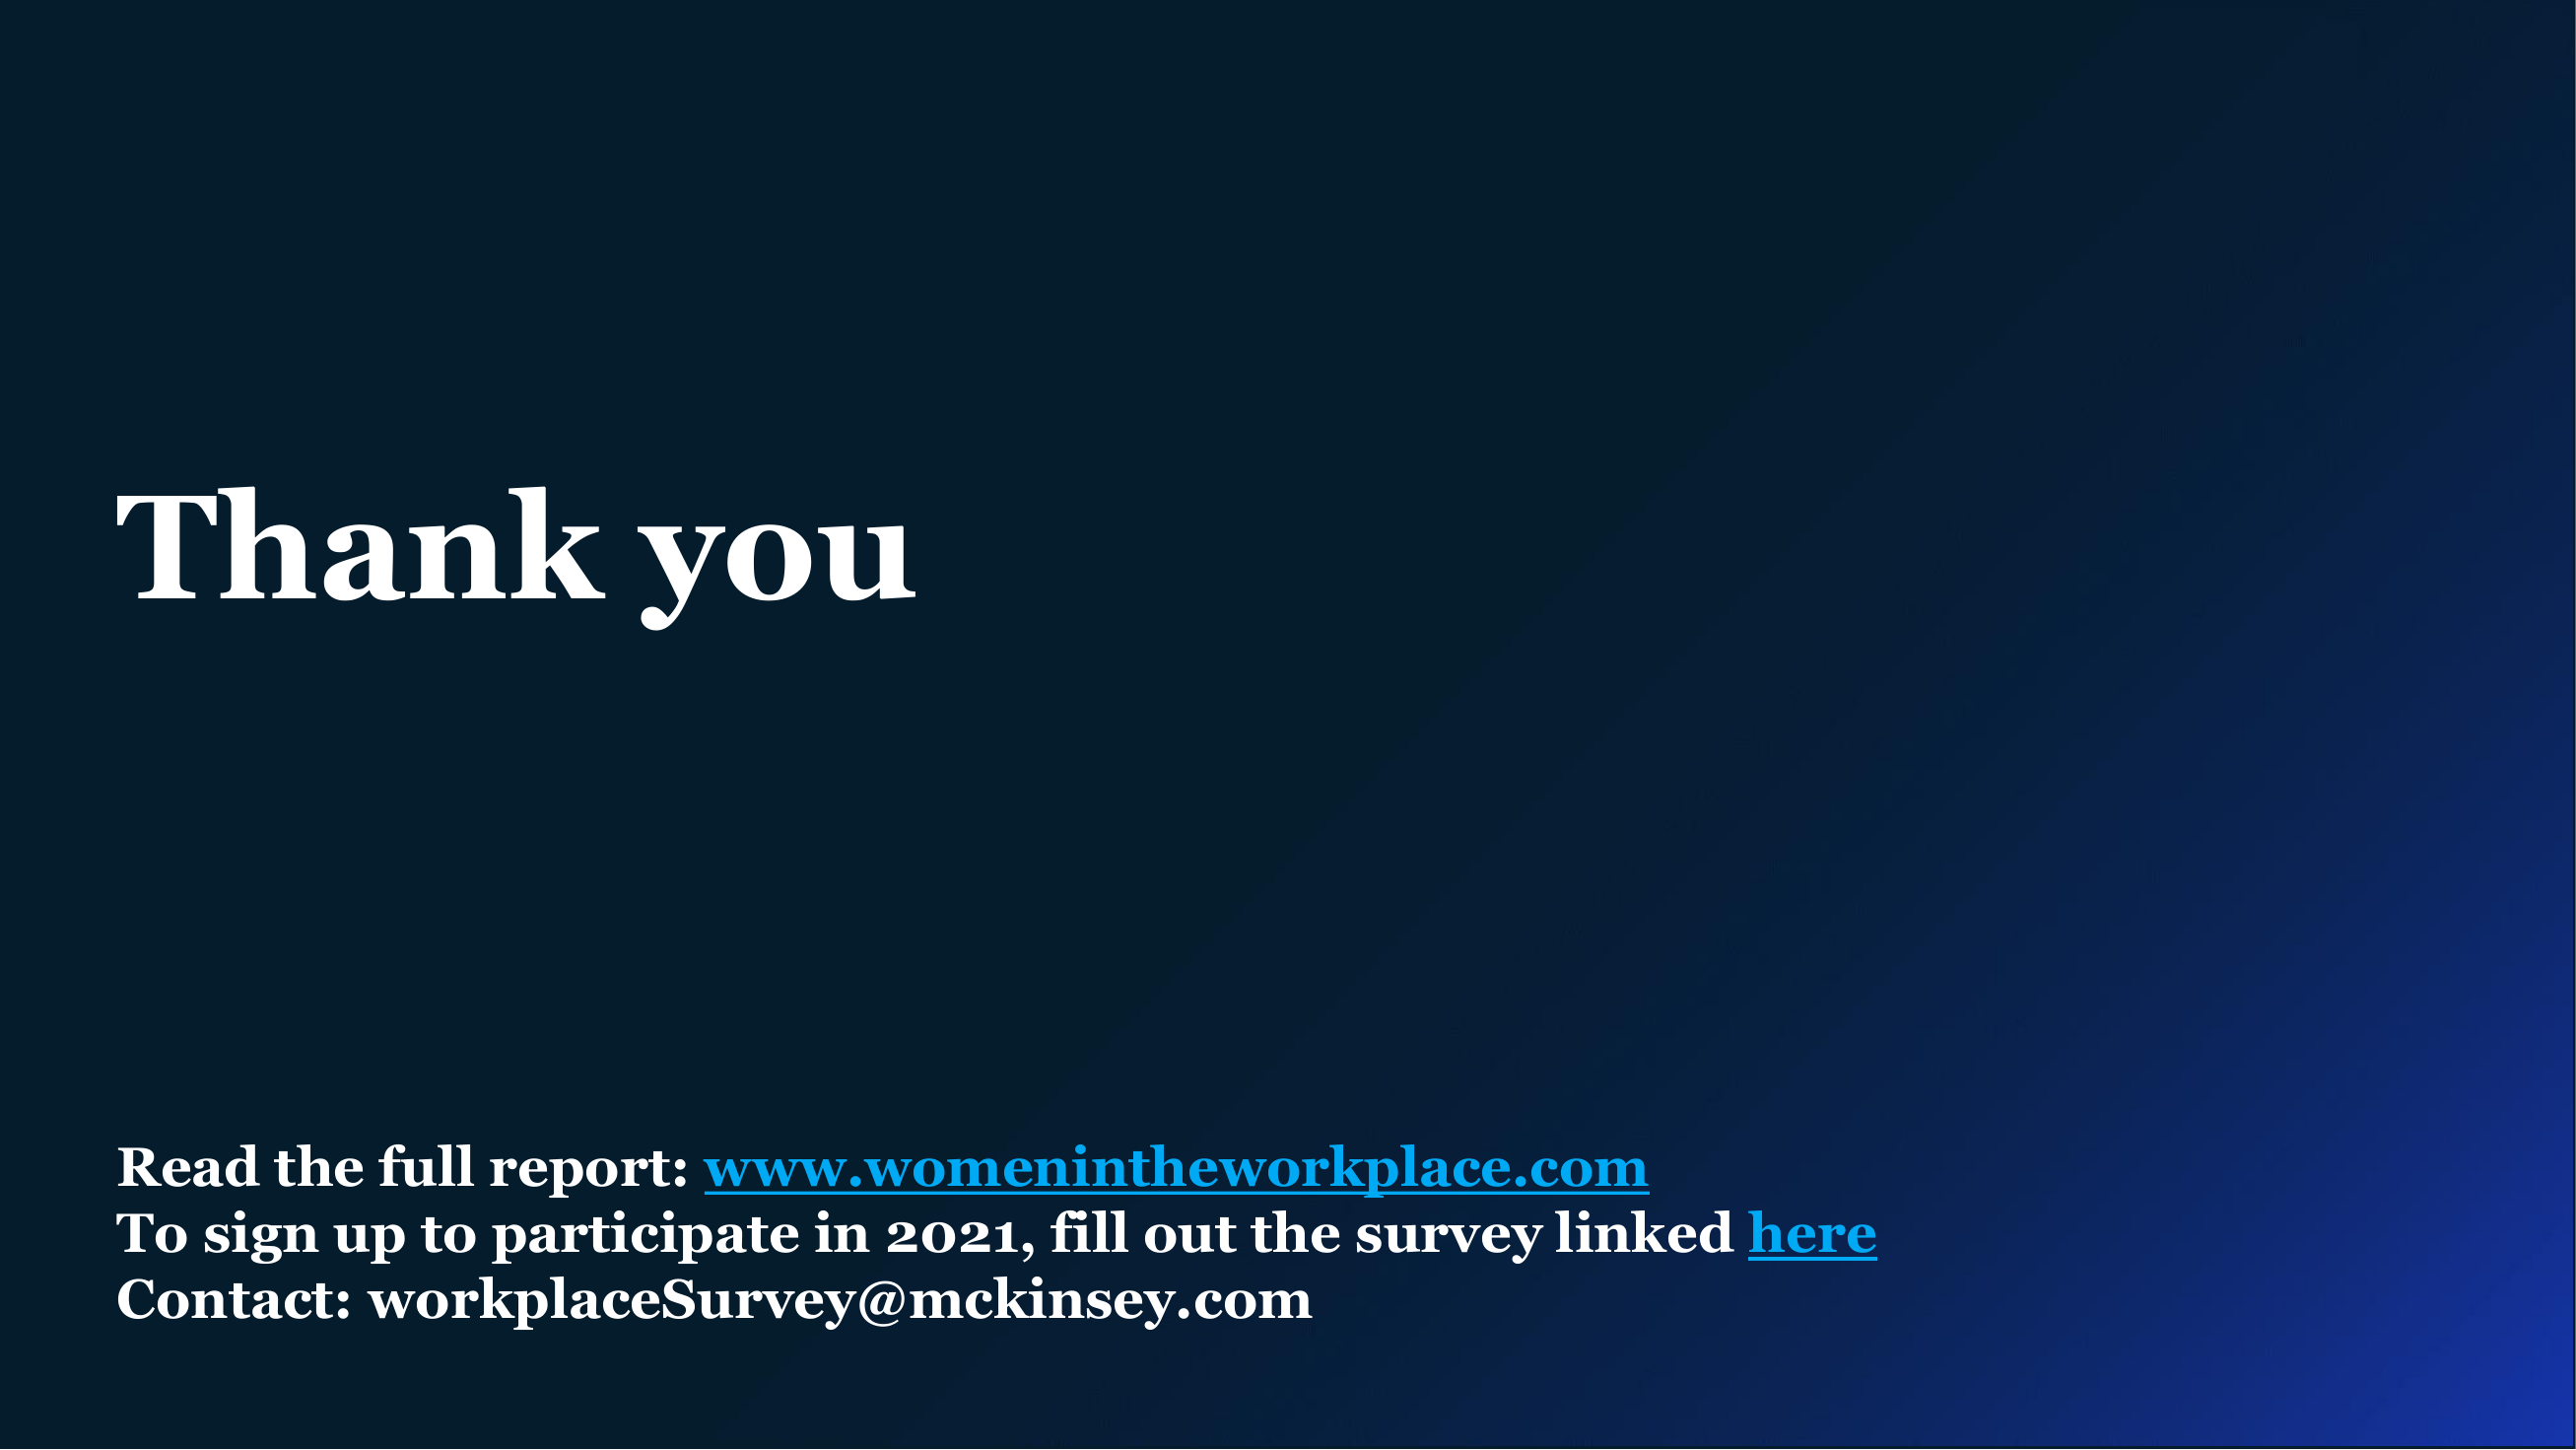 Thank you
Read the full report: www.womenintheworkplace.com
To sign up to participate in 2021, fill out the survey linked here
Contact: workplaceSurvey@mckinsey.com